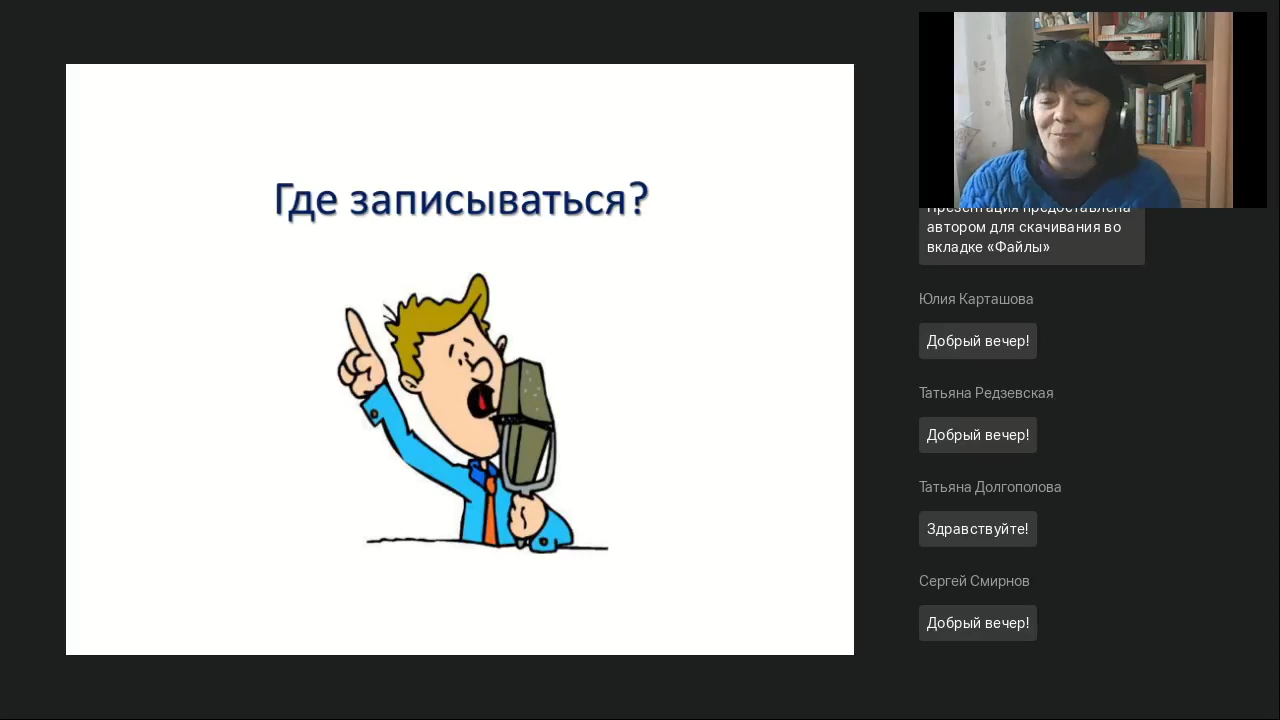 Где записываться?
Презентация предоставлена
автором для скачивания во
вкладке «Файлы»
Юлия Карташова
Добрый вечер!
Татьяна Редзевская
Добрый вечер!
Татьяна Долгополова
Здравствуйте!
Сергей Смирнов
Добрый вечер!